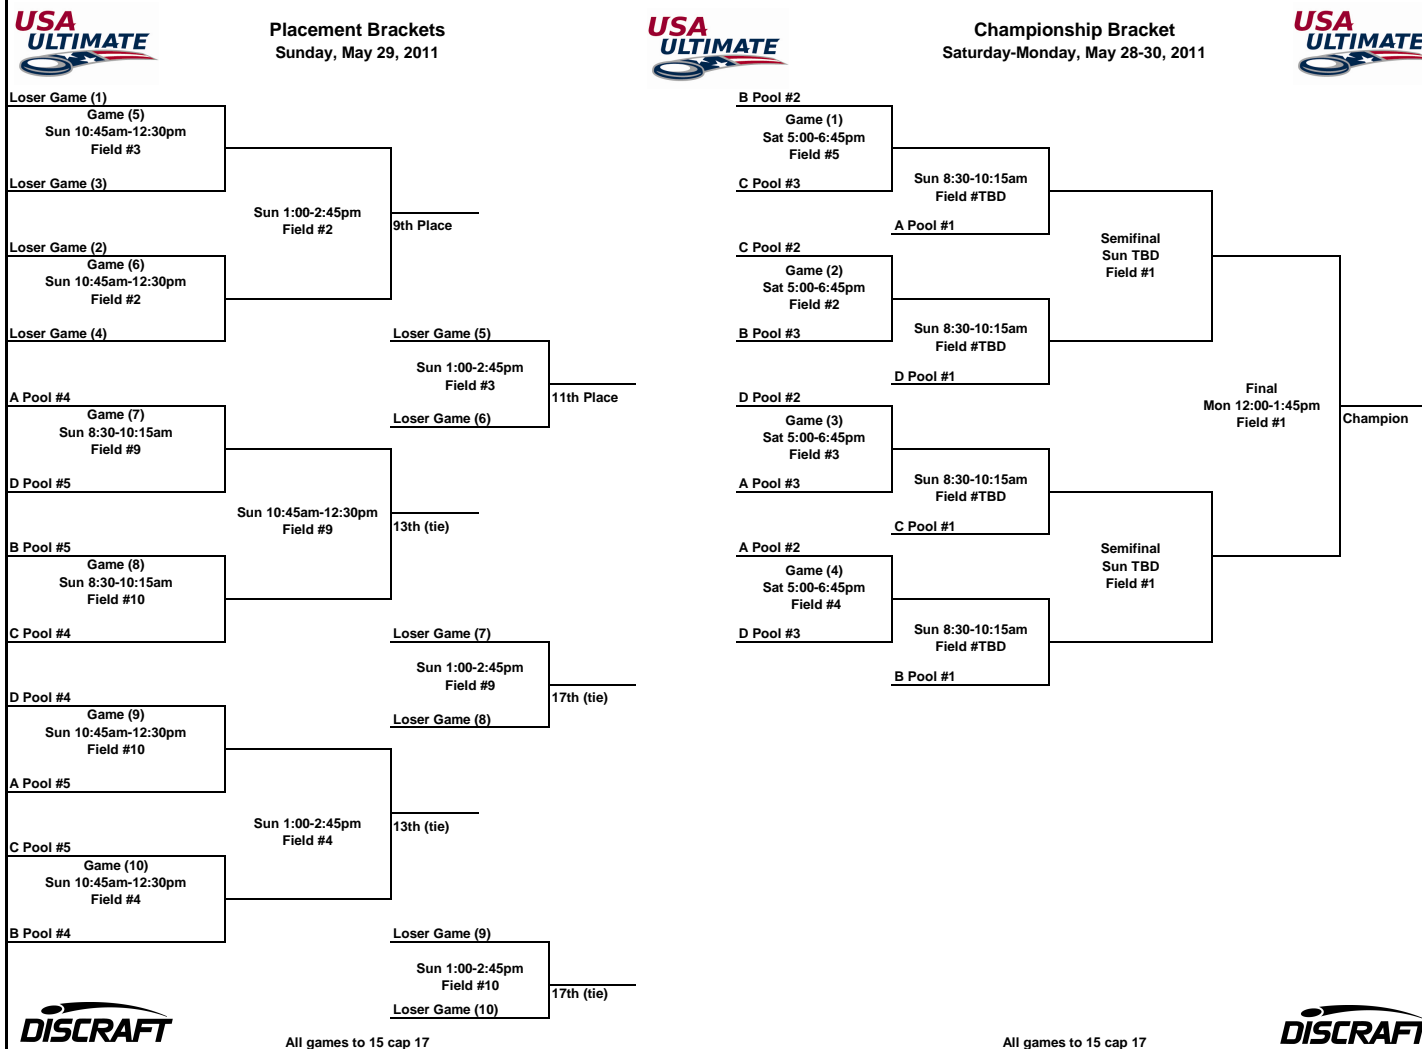 USA
ULTIMATE
Placement Brackets
Sunday, May 29, 2011
Loser Game (1)
Game (5)
Sun 10:45am-12:30pm
Field #3
Loser Game (3)
Sun 1:00-2:45pm
Field #2
9th Place
Loser Game (2)
Game (6)
Sun 10:45am-12:30pm
Field #2
Loser Game (4)
Loser Game (5)
Sun 1:00-2:45pm
Field #3
11th Place
Loser Game (6)
A Pool #4
Game (7)
Sun 8:30-10:15am
Field #9
D Pool #5
Sun 10:45am-12:30pm
Field #9
13th (tie)
B Pool #5
Game (8)
Sun 8:30-10:15am
Field #10
C Pool #4
Loser Game (7)
Sun 1:00-2:45pm
Field #9
17th (tie)
Loser Game (8)
D Pool #4
Game (9)
Sun 10:45am-12:30pm
Field #10
A Pool #5
Sun 1:00-2:45pm
Field #4
13th (tie)
C Pool #5
Game (10)
Sun 10:45am-12:30pm
Field #4
B Pool #4
Loser Game (9)
Sun 1:00-2:45pm
Field #10
17th (tie)
Loser Game (10)
DISCRAFT
All games to 15 cap 17
USA
ULTIMATE
Championship Bracket
Saturday-Monday, May 28-30, 2011
USA
ULTIMATE
B Pool #2
Game (1)
Sat 5:00-6:45pm
Field #5
C Pool #3
Sun 8:30-10:15am
Field #TBD
A Pool #1
C Pool #2
Game (2)
Sat 5:00-6:45pm
Field #2
B Pool #3
Sun 8:30-10:15am
Field #TBD
D Pool #1
Semifinal
Sun TBD
Field #1
D Pool #2
Game (3)
Sat 5:00-6:45pm
Field #3
A Pool #3
Sun 8:30-10:15am
Field #TBD
C Pool #1
A Pool #2
Game (4)
Sat 5:00-6:45pm
Field #4
D Pool #3
Sun 8:30-10:15am
Field #TBD
B Pool #1
Semifinal
Sun TBD
Field #1
Final
Mon 12:00-1:45pm
Field #1
Champion
All games to 15 cap 17
DISCRAFT